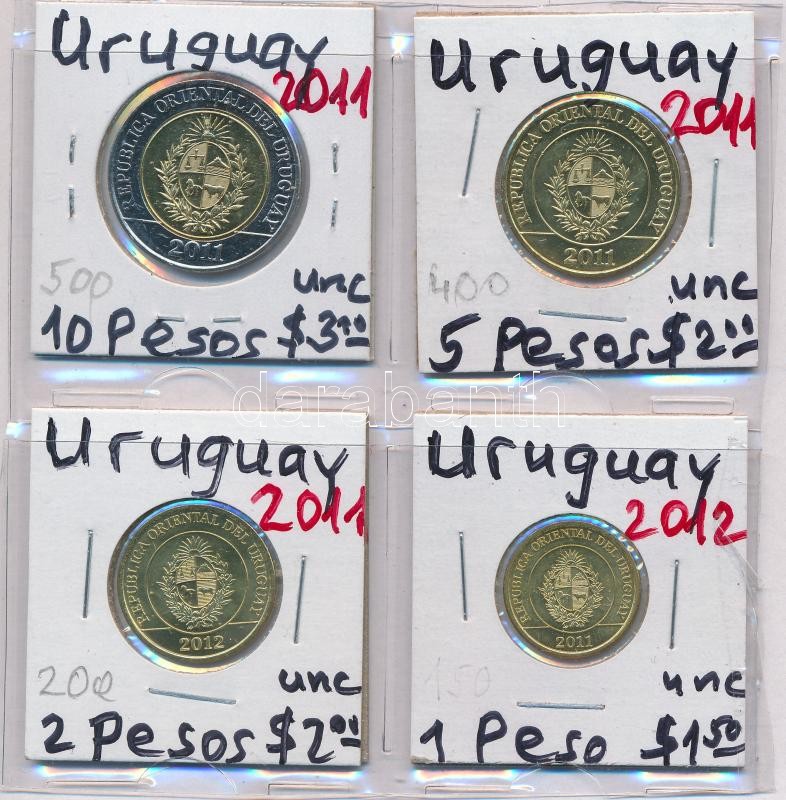 Uruguay
2011
REPUBLICA ORIENTAL DEL URUGUAY
2011
500
unc
10 Pesos $3.00
Uruguay
2011
REPUBLICA ORIENTAL DEL URUGUAY
2011
400
unc
5 Pesos $2.00
darabanth
Uruguay
2011
REPUBLICA ORIENTAL DEL URUGUAY
2012
200
unc
2 Pesos $2.00
Uruguay
2012
REPUBLICA ORIENTAL DEL URUGUAY
2011
150
unc
1 Peso $1.50